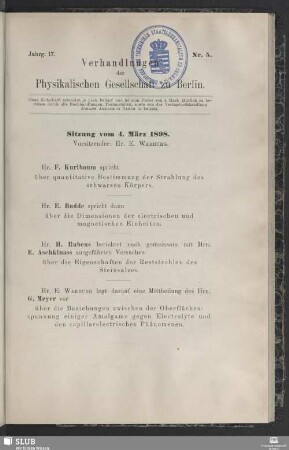 Jahrg. 17.
Nr. 5.
Verhandlungen
der
Physikalischen Gesellschaft zu Berlin.
Sitzung vom 4. März 1898.
Vorsitzender: Hr. E. Warburg.
Hr. F. Kurlbaum spricht
über quantitative Bestimmung der Strahlung des
schwarzen Körpers.
Hr. E. Budde spricht dann
über die Dimensionen der electrischen und
magnetischen Einheiten.
Hr. H. Rubens berichtet nach gemeinsam mit Hrn.
E. Aschkinass ausgeführten Versuchen
über die Eigenschaften der Reststrahlen des
Steinsalzes.
Hr. E. Warburg legt darauf eine Mittheilung des Hrn.
G. Meyer vor
über die Beziehungen zwischen der Oberflächen-
spannung einiger Amalgame gegen Electrolyte und
den capillarelectrischen Phänomenen.
SLUB
Wir führen Wissen.